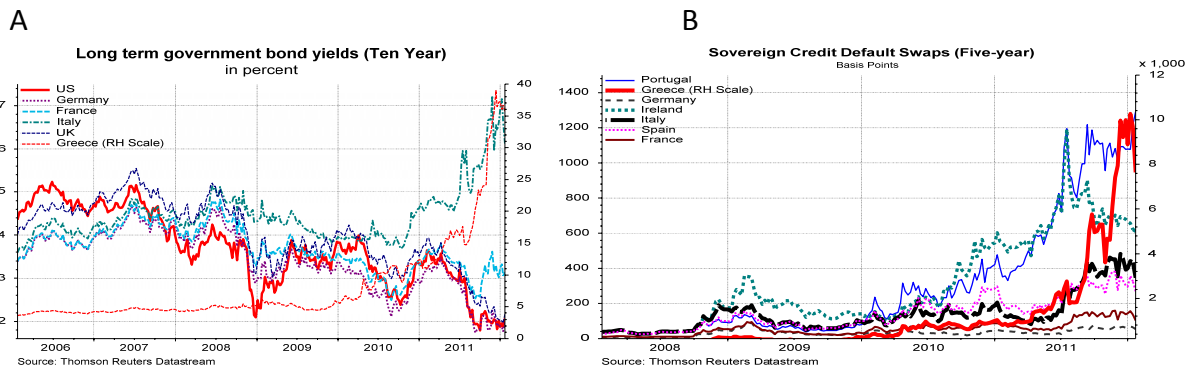 A
Long term government bond yields (Ten Year)
in percent
US
Germany
France
Italy
UK
Greece (RH Scale)
7
6
5
4
3
2
40
35
30
25
20
15
10
5
0
2006 2007 2008 2009 2010 2011
Source: Thomson Reuters Datastream
B
Sovereign Credit Default Swaps (Five-year)
Basis Points
x 1,000
Portugal
Greece (RH Scale)
Germany
Ireland
Italy
Spain
France
1400
1200
1000
800
600
400
200
0
12
10
8
6
4
2
2008 2009 2010 2011
Source: Thomson Reuters Datastream